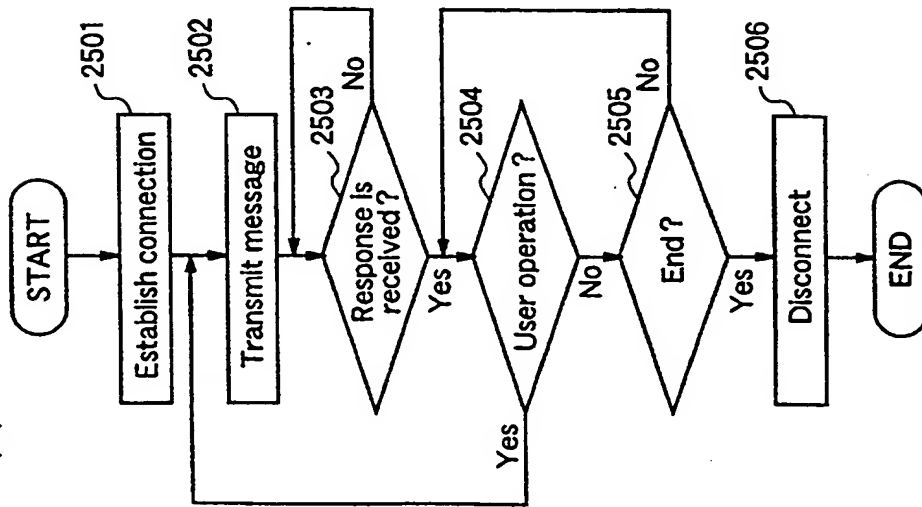 START
2501
Establish connection
2502
Transmit message
2503
Response is
received?
No
Yes
2504
User operation?
Yes
No
2505
End?
No
Yes
2506
Disconnect
END